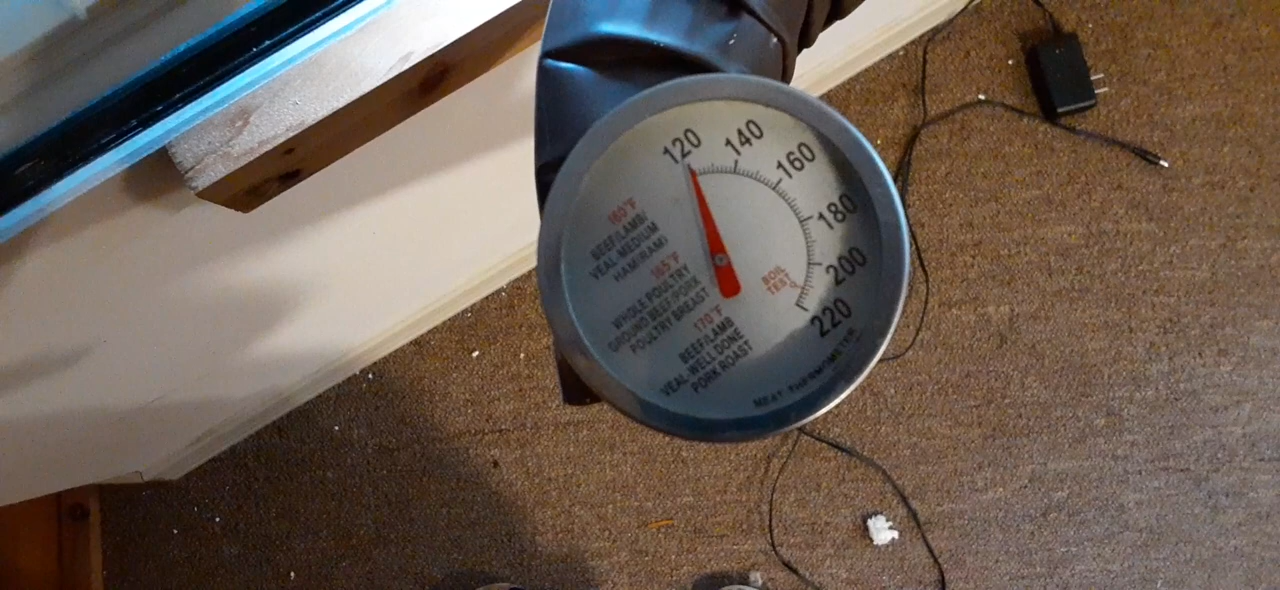 120
140
160
180
200
220
160°F
BEEF/LAMB/
VEAL-MEDIUM
HAM(RAW)
165°F
WHOLE POULTRY
GROUND BEEF/PORK
POULTRY BREAST
170°F
BEEF/LAMB
VEAL-WELL DONE
PORK ROAST
BOIL
TEST
MEAT THERMOMETER